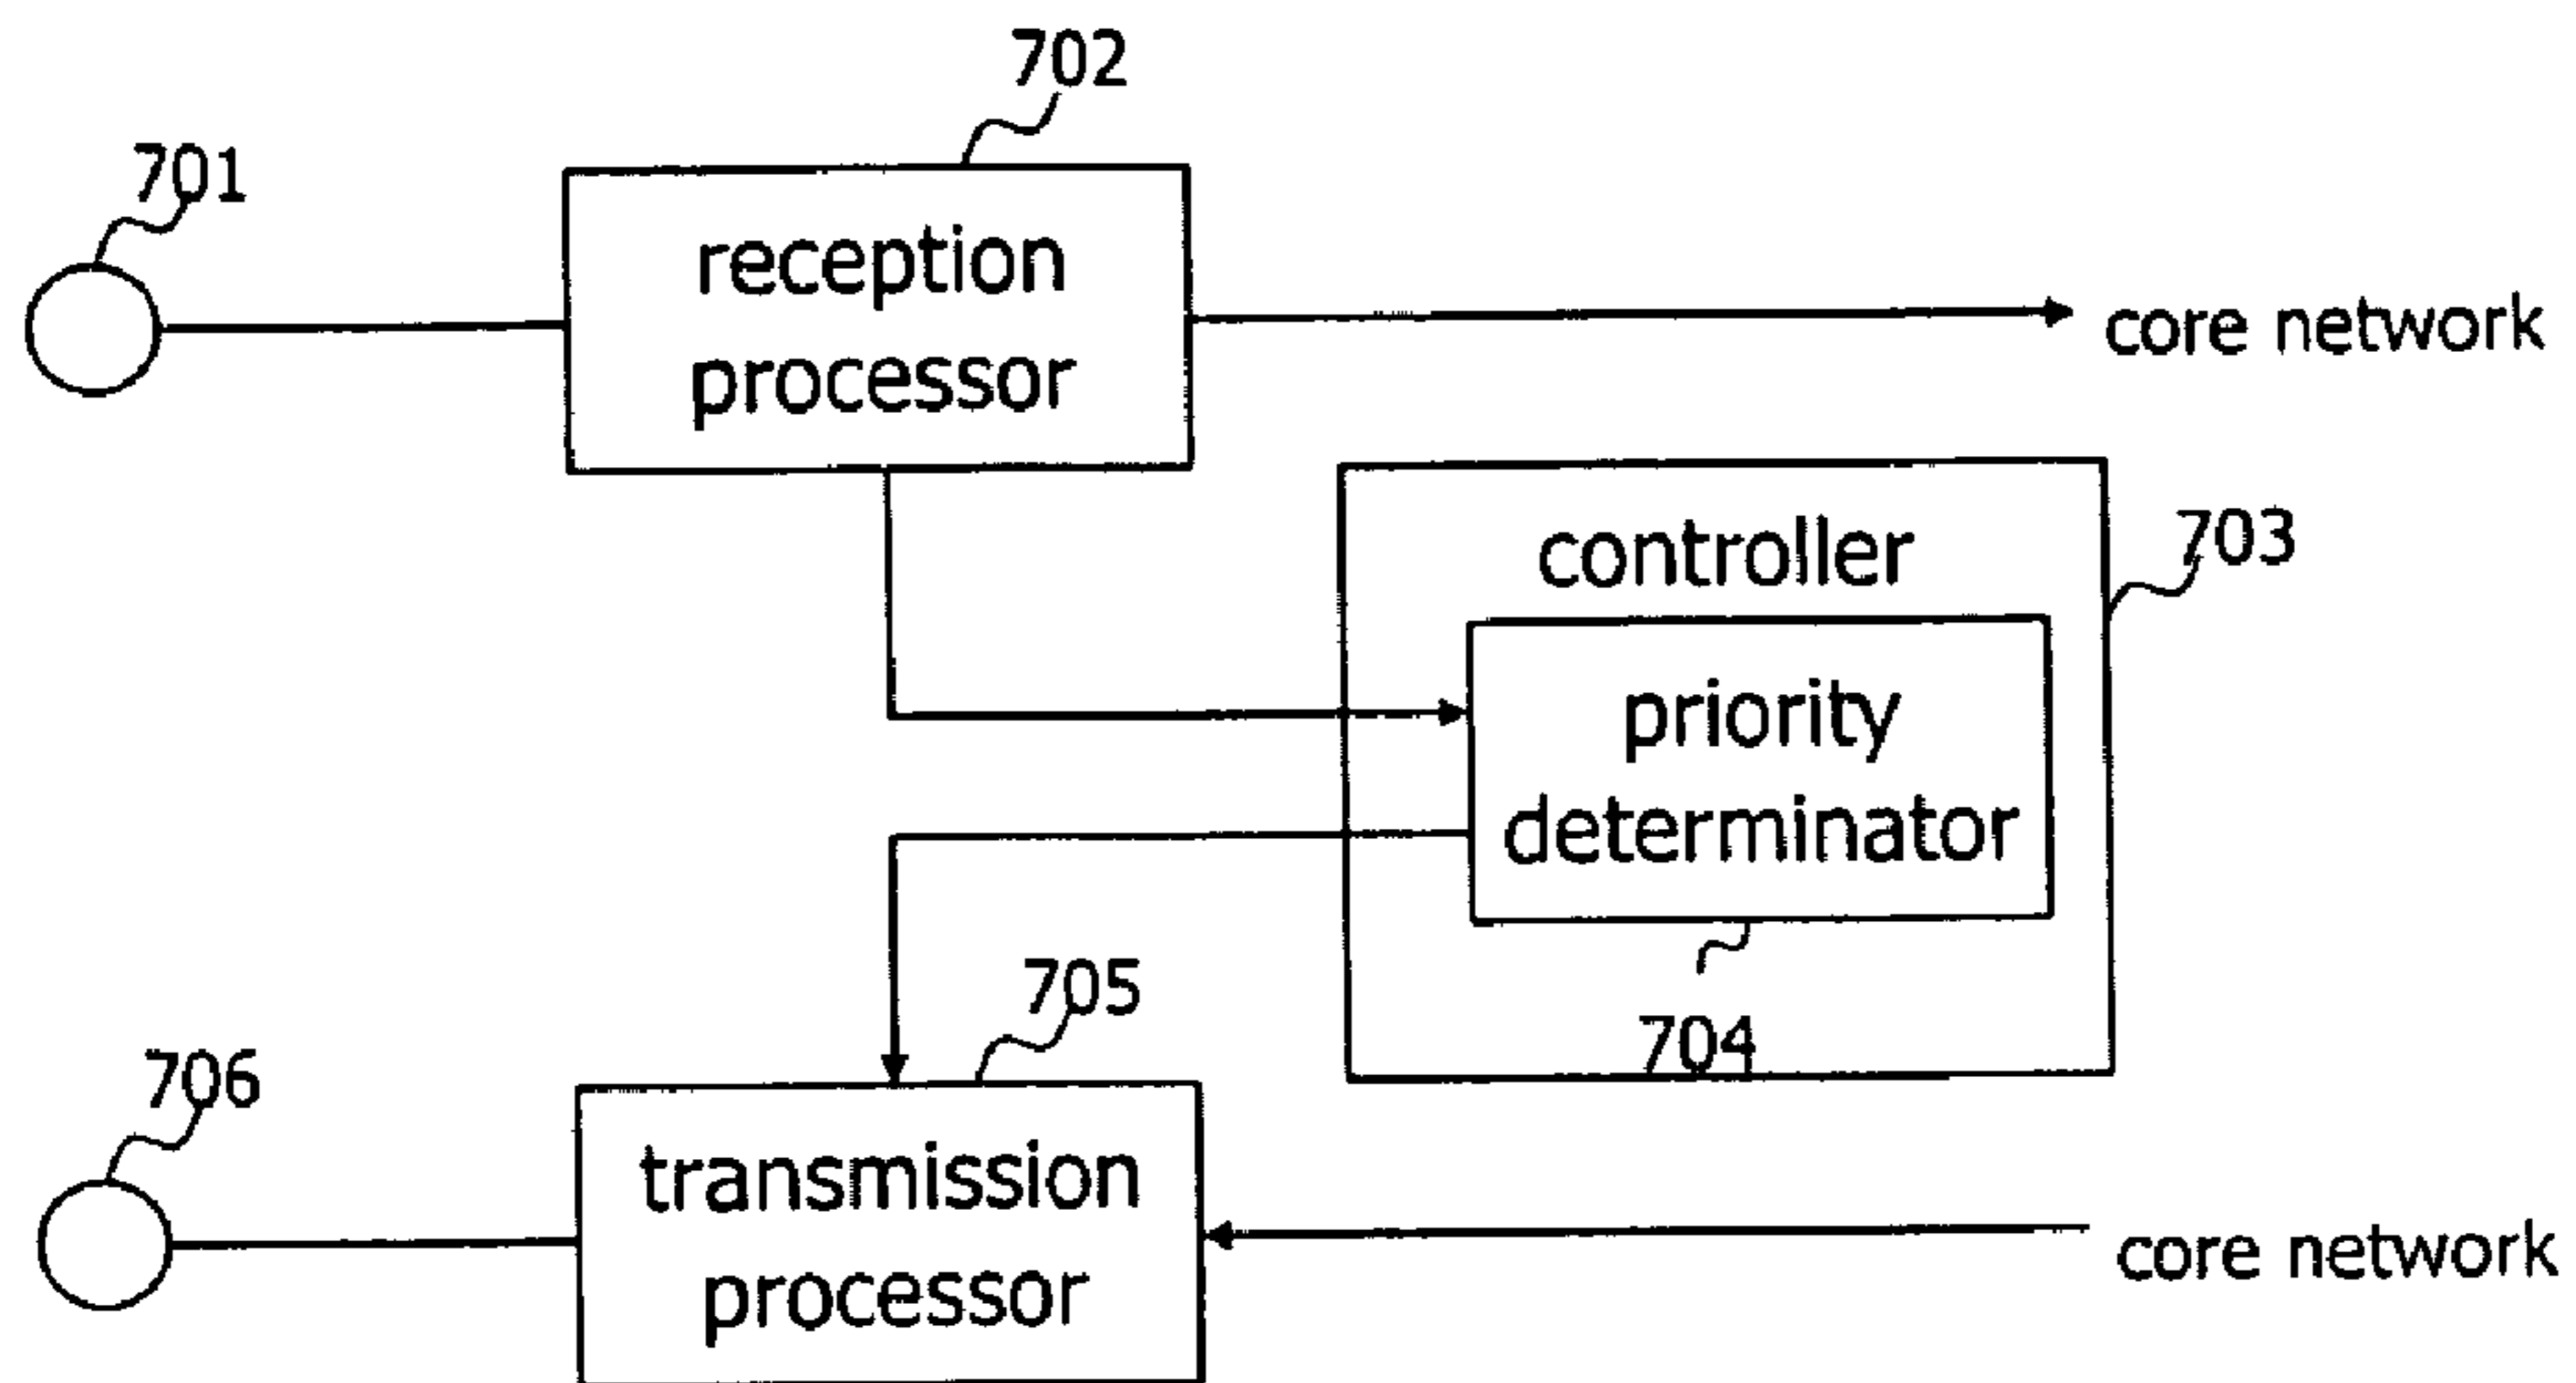 702
701
reception
processor
core network
controller
703
priority
determinator
704
705
706
transmission
processor
core network